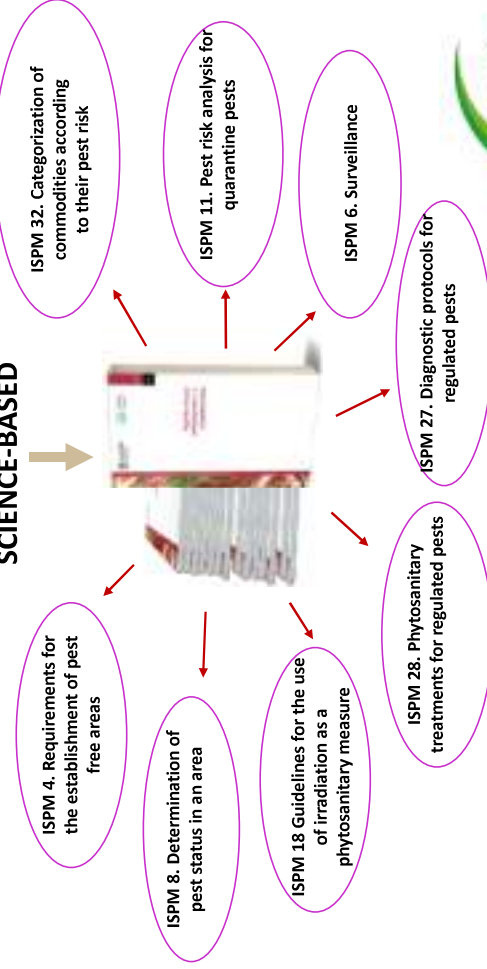 SCIENCE-BASED
ISPM 4. Requirements for
the establishment of pest
free areas
ISPM 8. Determination of
pest status in an area
ISPM 18 Guidelines for the use
of irradiation as a
phytosanitary measure
ISPM 28. Phytosanitary
treatments for regulated pests
ISPM 27. Diagnostic protocols for
regulated pests
ISPM 6. Surveillance
ISPM 11. Pest risk analysis for
quarantine pests
ISPM 32. Categorization of
commodities according
to their pest risk